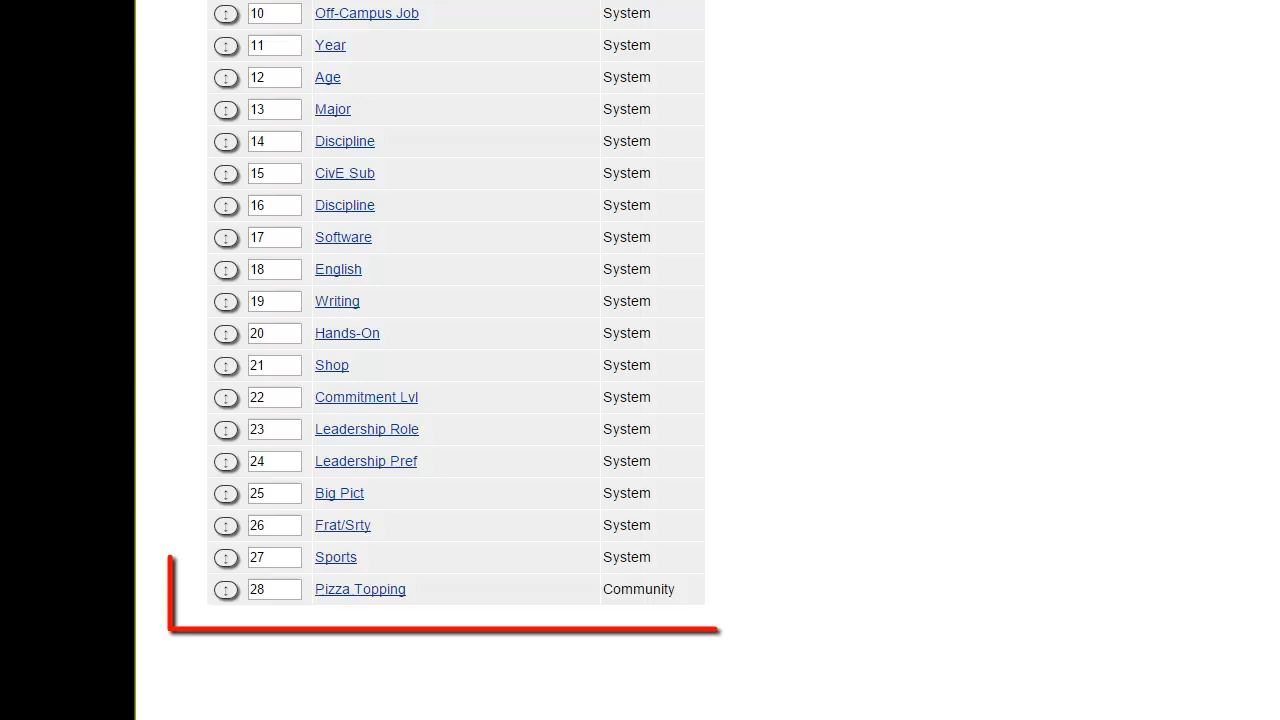 10 Off-Campus Job System
11 Year System
12 Age System
13 Major System
14 Discipline System
15 CivE Sub System
16 Discipline System
17 Software System
18 English System
19 Writing System
20 Hands-On System
21 Shop System
22 Commitment Lvl System
23 Leadership Role System
24 Leadership Pref System
25 Big Pict System
26 Frat/Srty System
27 Sports System
28 Pizza Topping Community